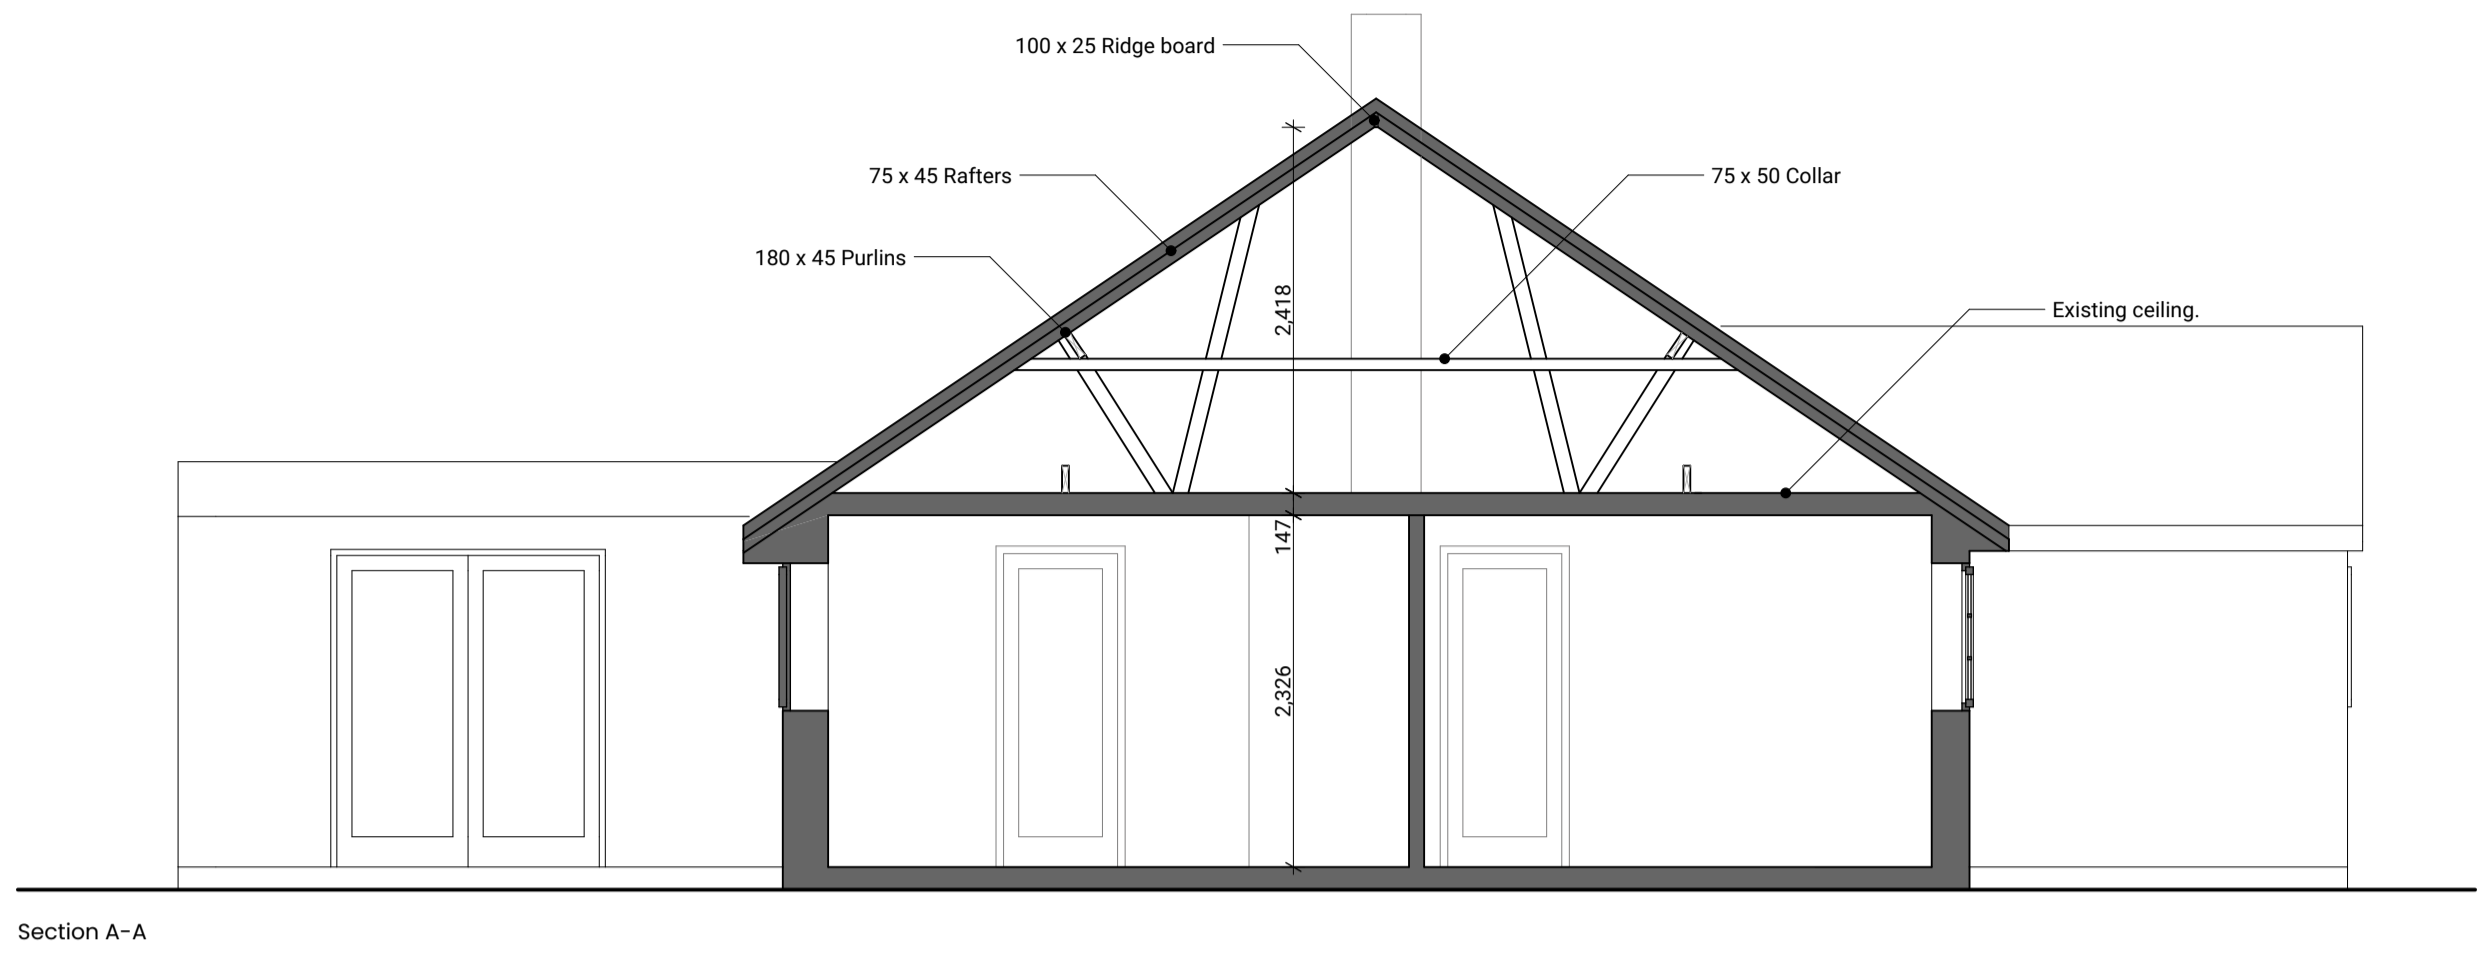 100 x 25 Ridge board
75 x 45 Rafters
75 x 50 Collar
180 x 45 Purlins
2,418
Existing ceiling.
147
2,326
Section A-A